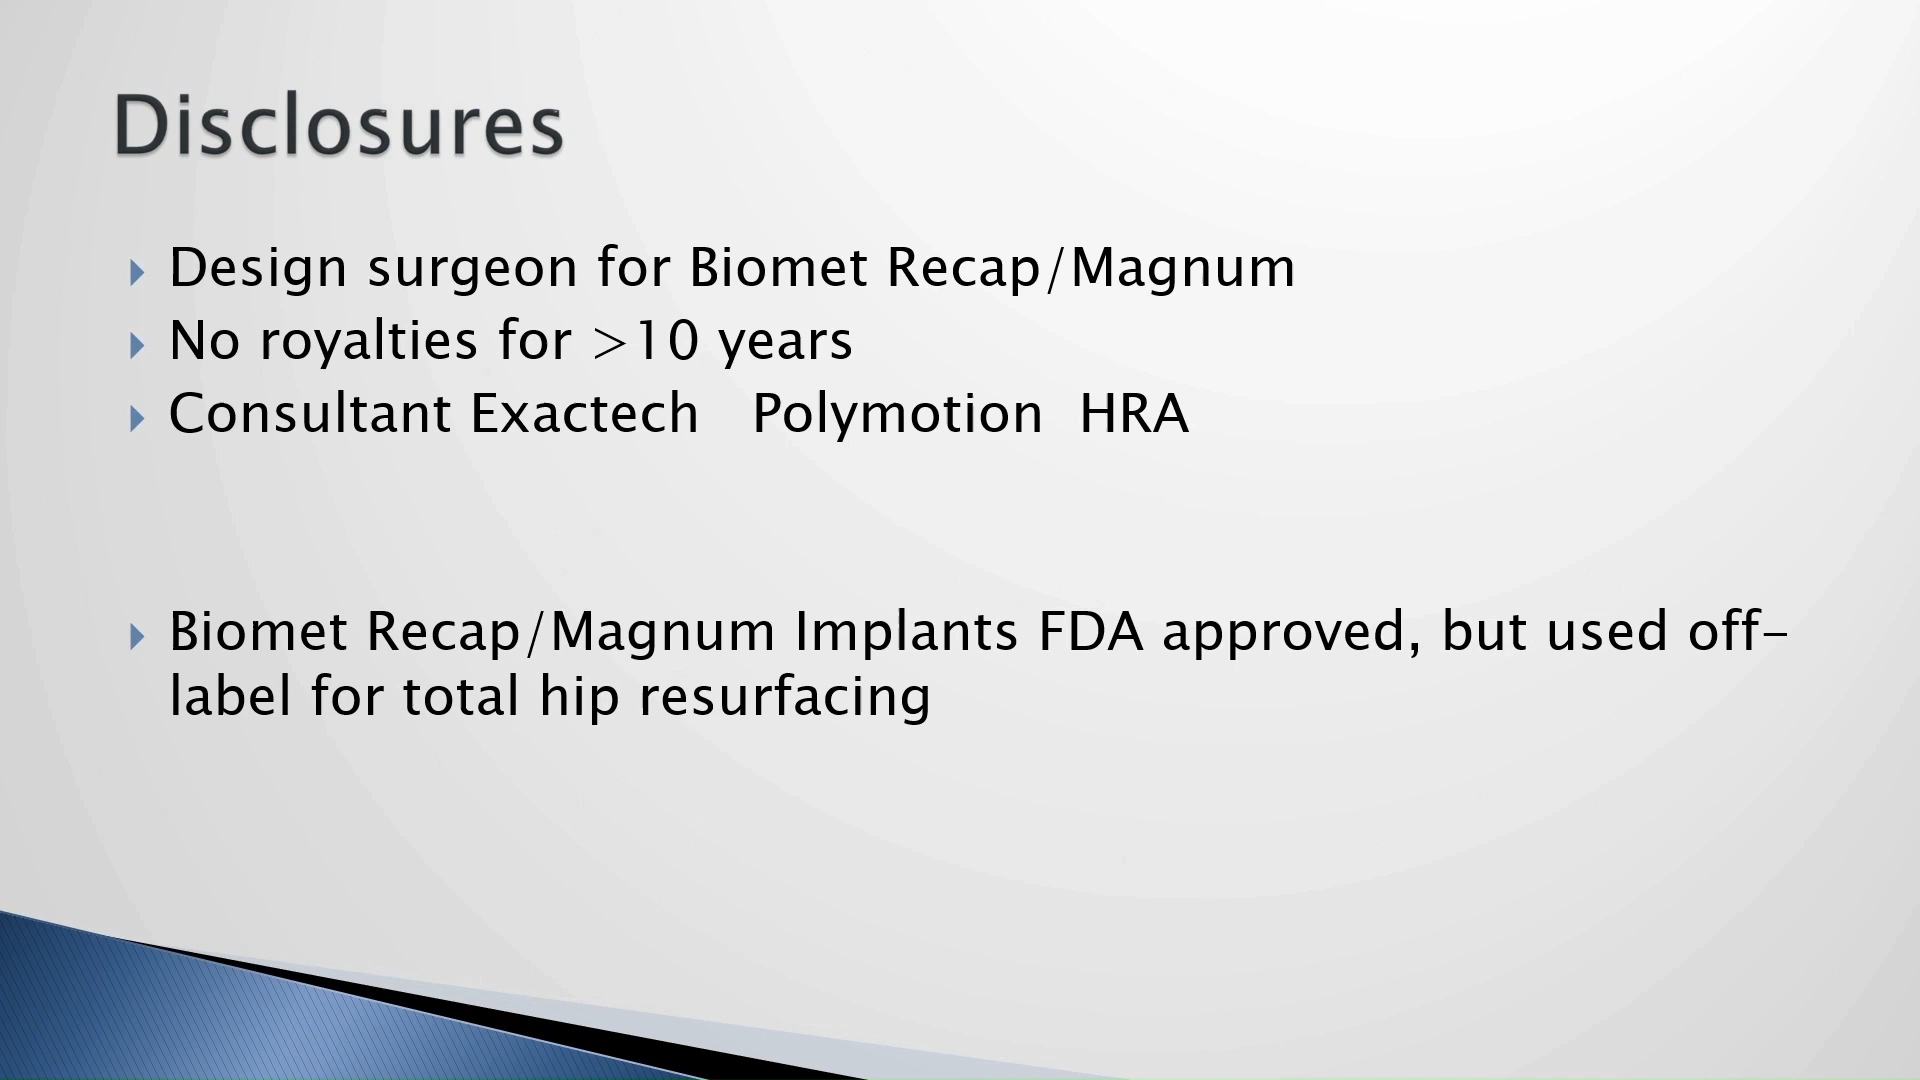 Disclosures
Design surgeon for Biomet Recap/Magnum
No royalties for >10 years
Consultant Exactech   Polymotion  HRA
Biomet Recap/Magnum Implants FDA approved, but used off-
label for total hip resurfacing